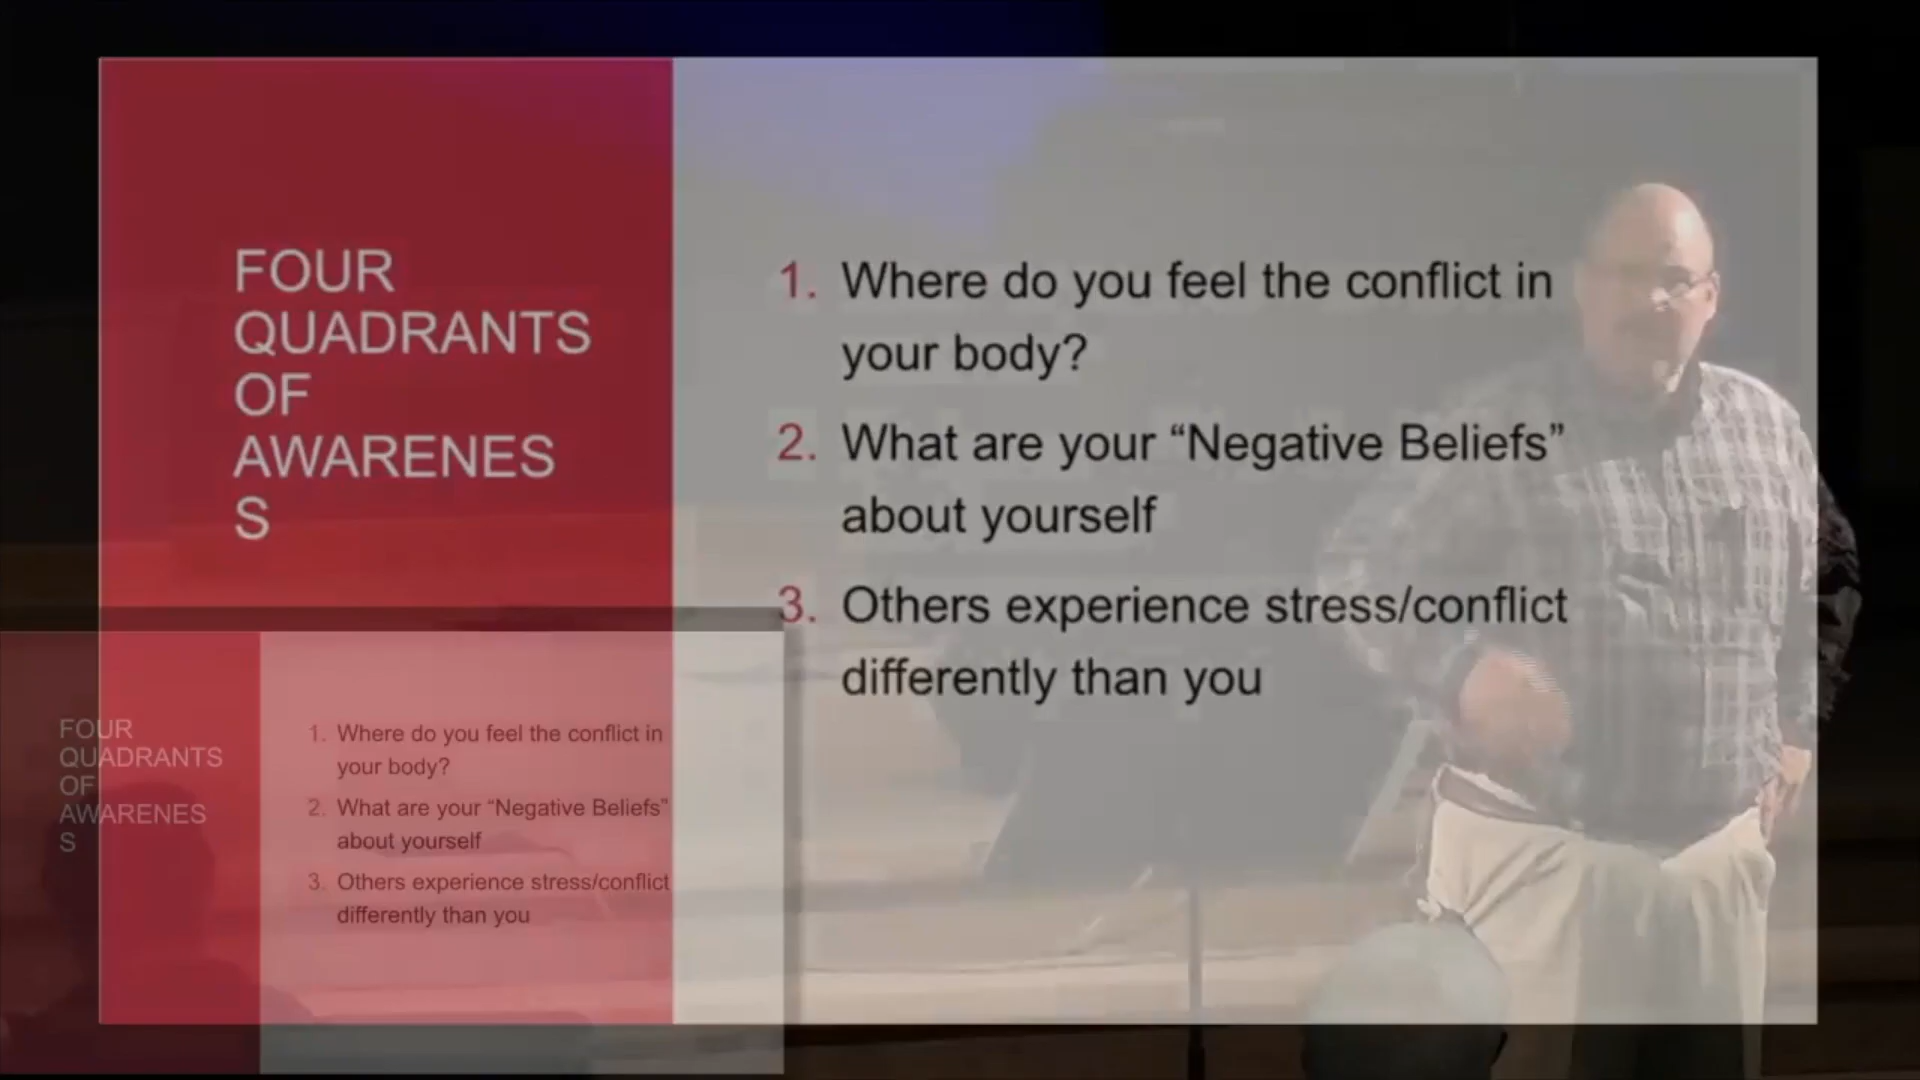 FOUR
QUADRANTS
OF
AWARENES
S
1. Where do you feel the conflict in
your body?
2. What are your “Negative Beliefs”
about yourself
3. Others experience stress/conflict
differently than you
FOUR
QUADRANTS
OF
AWARENES
S
1. Where do you feel the conflict in
your body?
2. What are your “Negative Beliefs”
about yourself
3. Others experience stress/conflict
differently than you